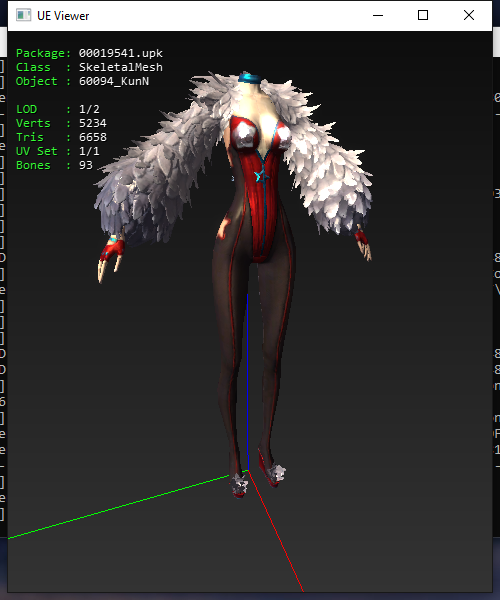 UE Viewer
Package: 00019541.upk
Class : SkeletalMesh
Object : 60094_KunN
LOD : 1/2
Verts : 5234
Tris : 6658
UV Set : 1/1
Bones : 93